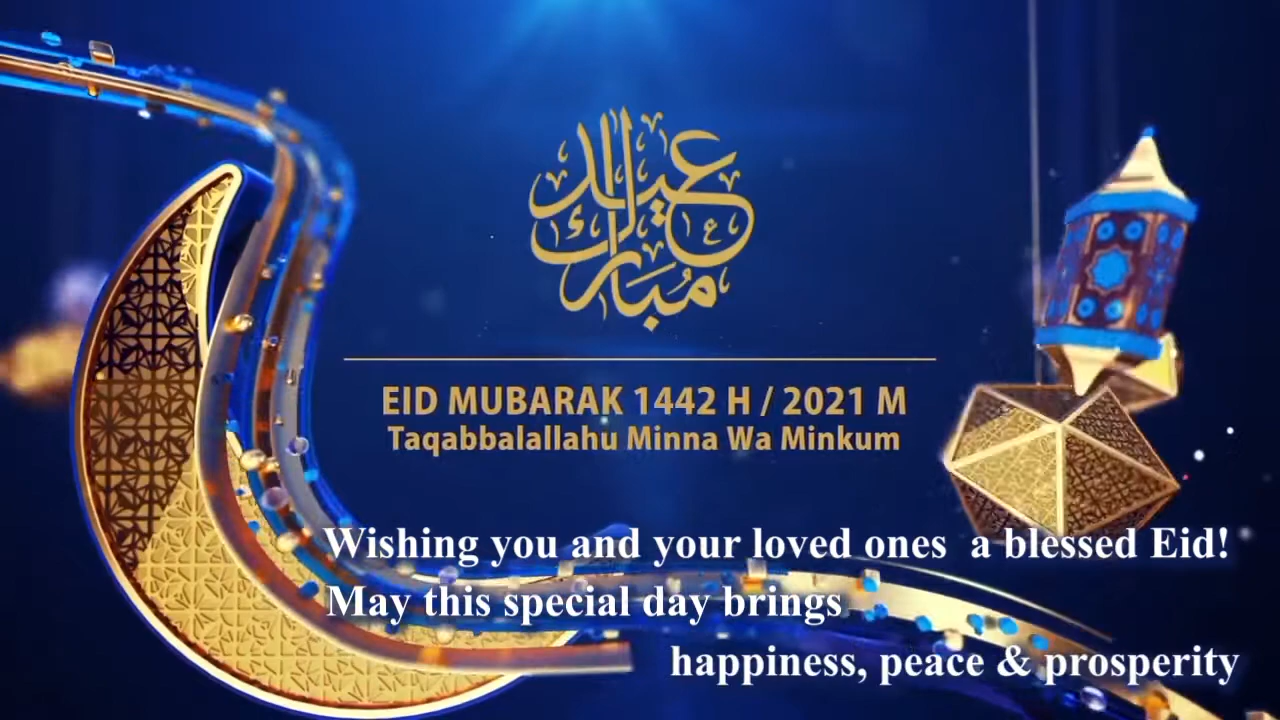 عيد
مبارك
EID MUBARAK 1442 H / 2021 M
Taqabbalallahu Minna Wa Minkum
Wishing you and your loved ones  a blessed Eid!
May this special day brings
happiness, peace & prosperity